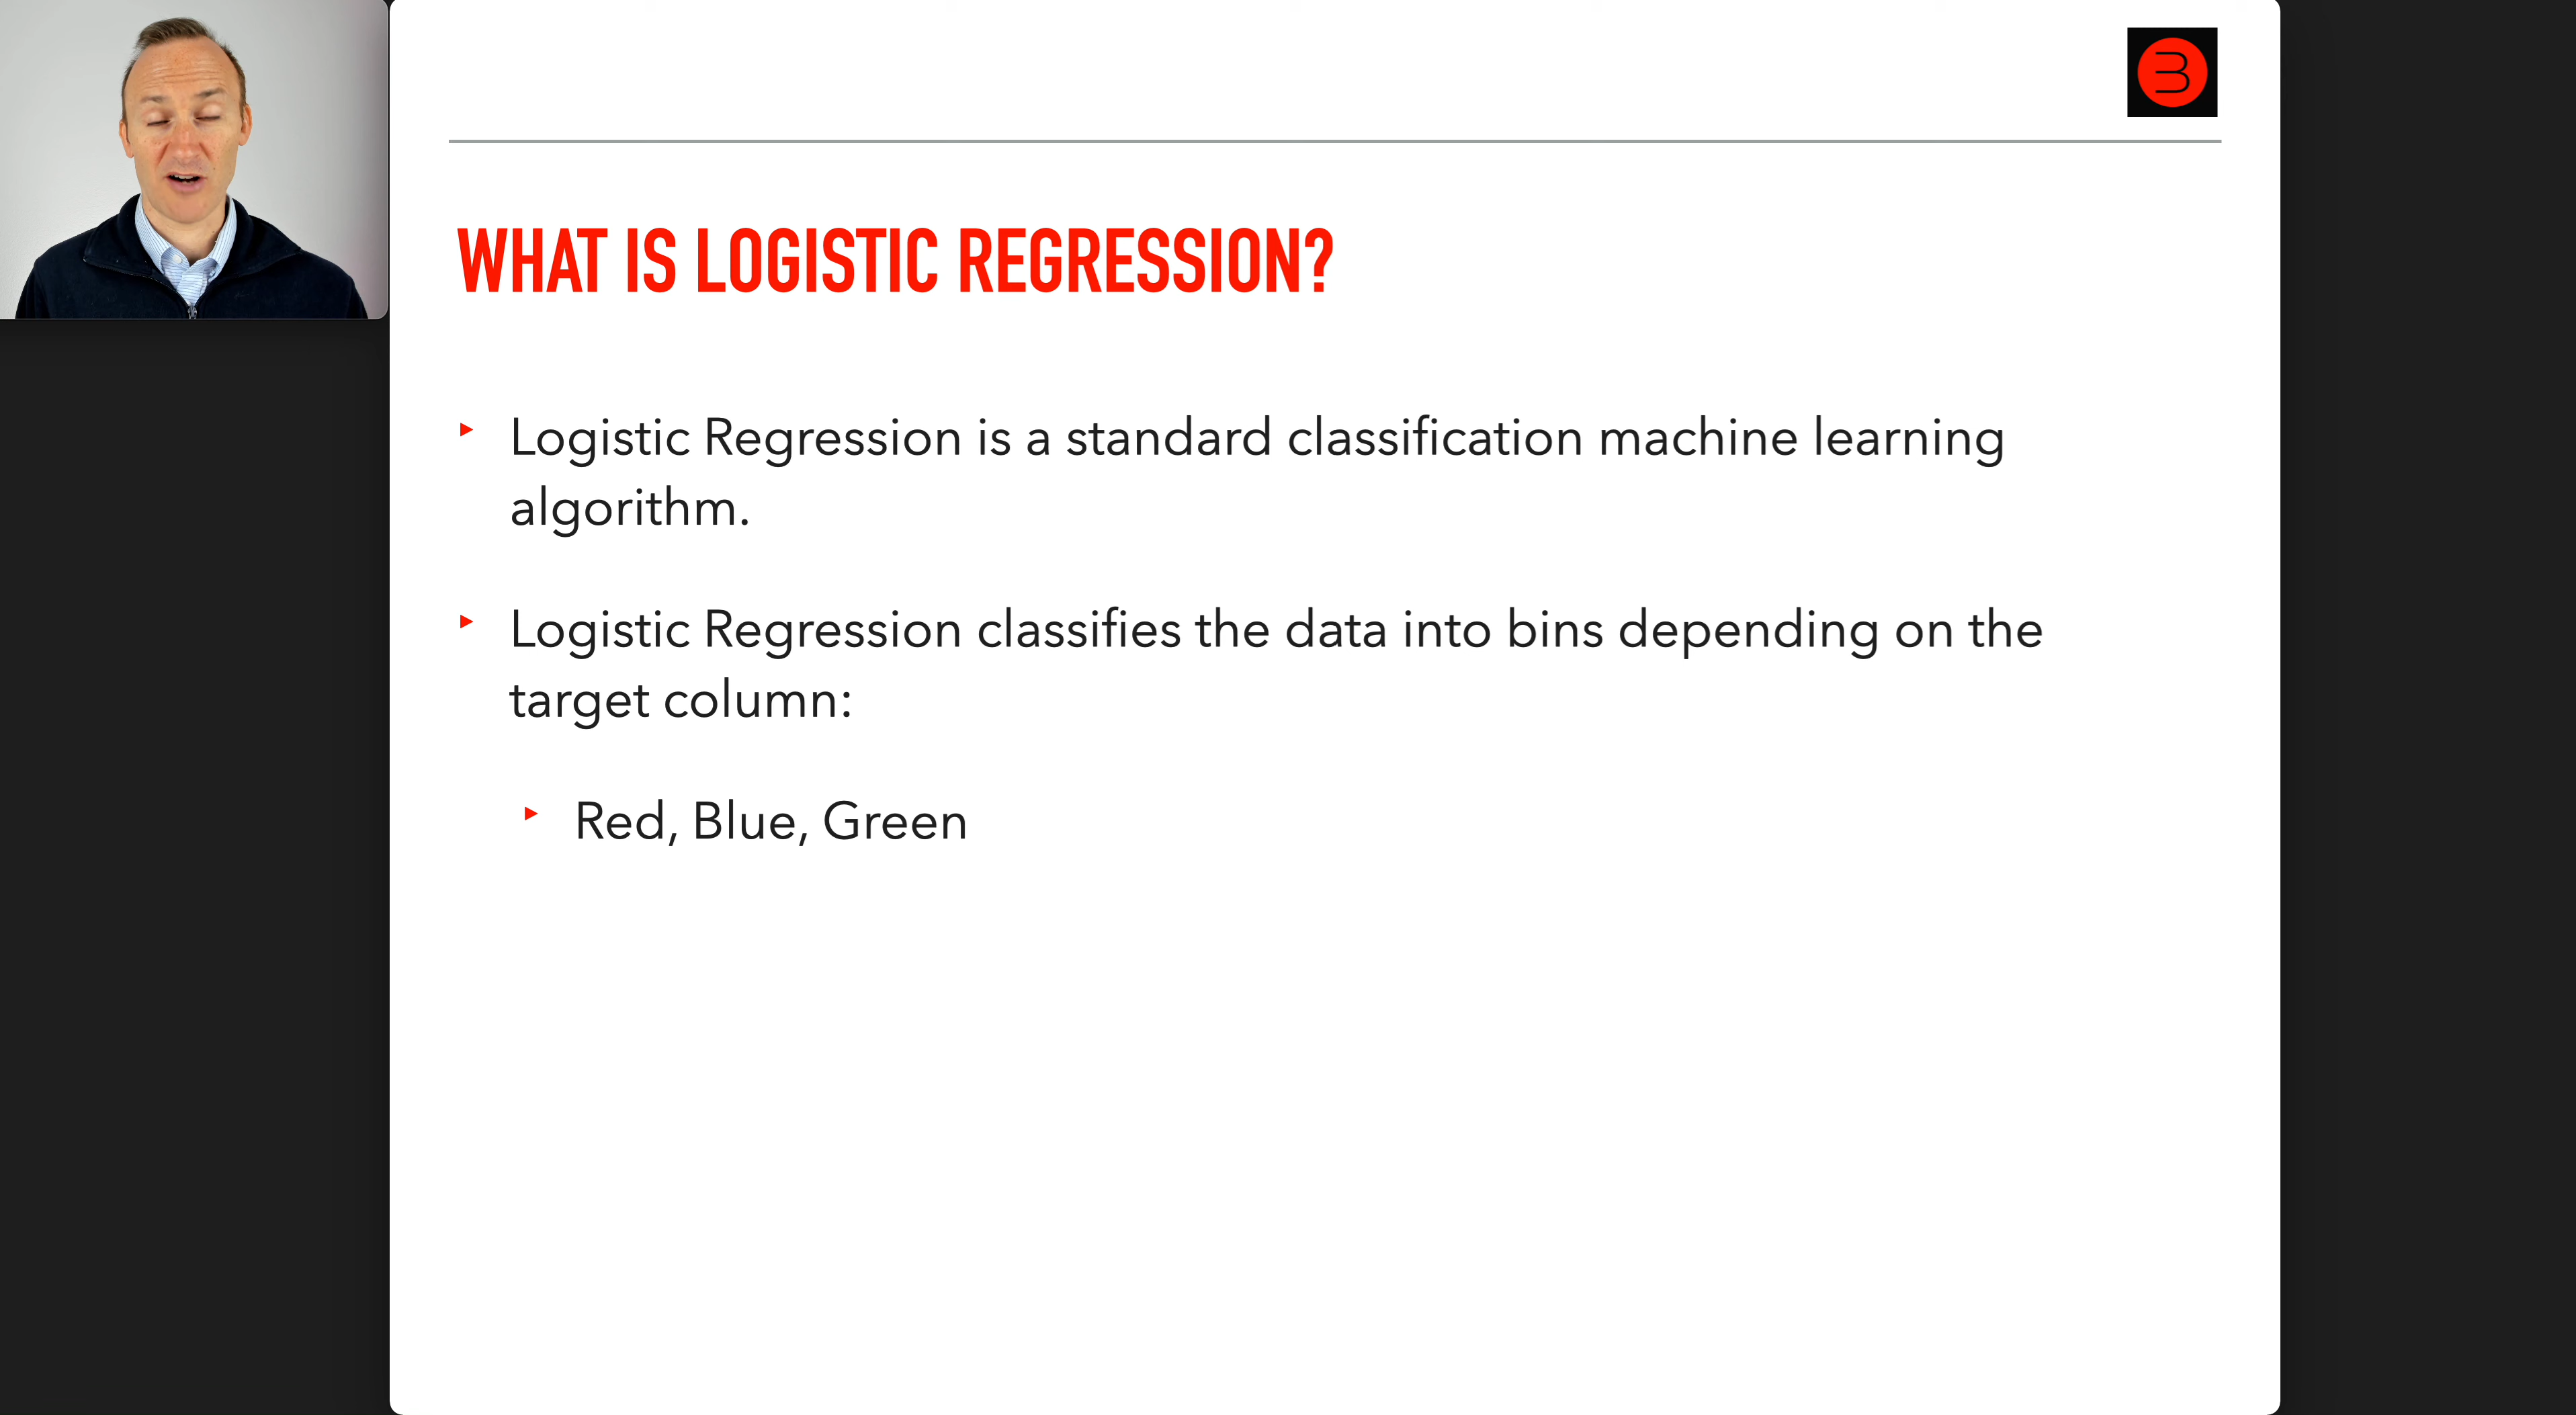 WHAT IS LOGISTIC REGRESSION?
Logistic Regression is a standard classification machine learning
algorithm.
Logistic Regression classifies the data into bins depending on the
target column:
Red, Blue, Green